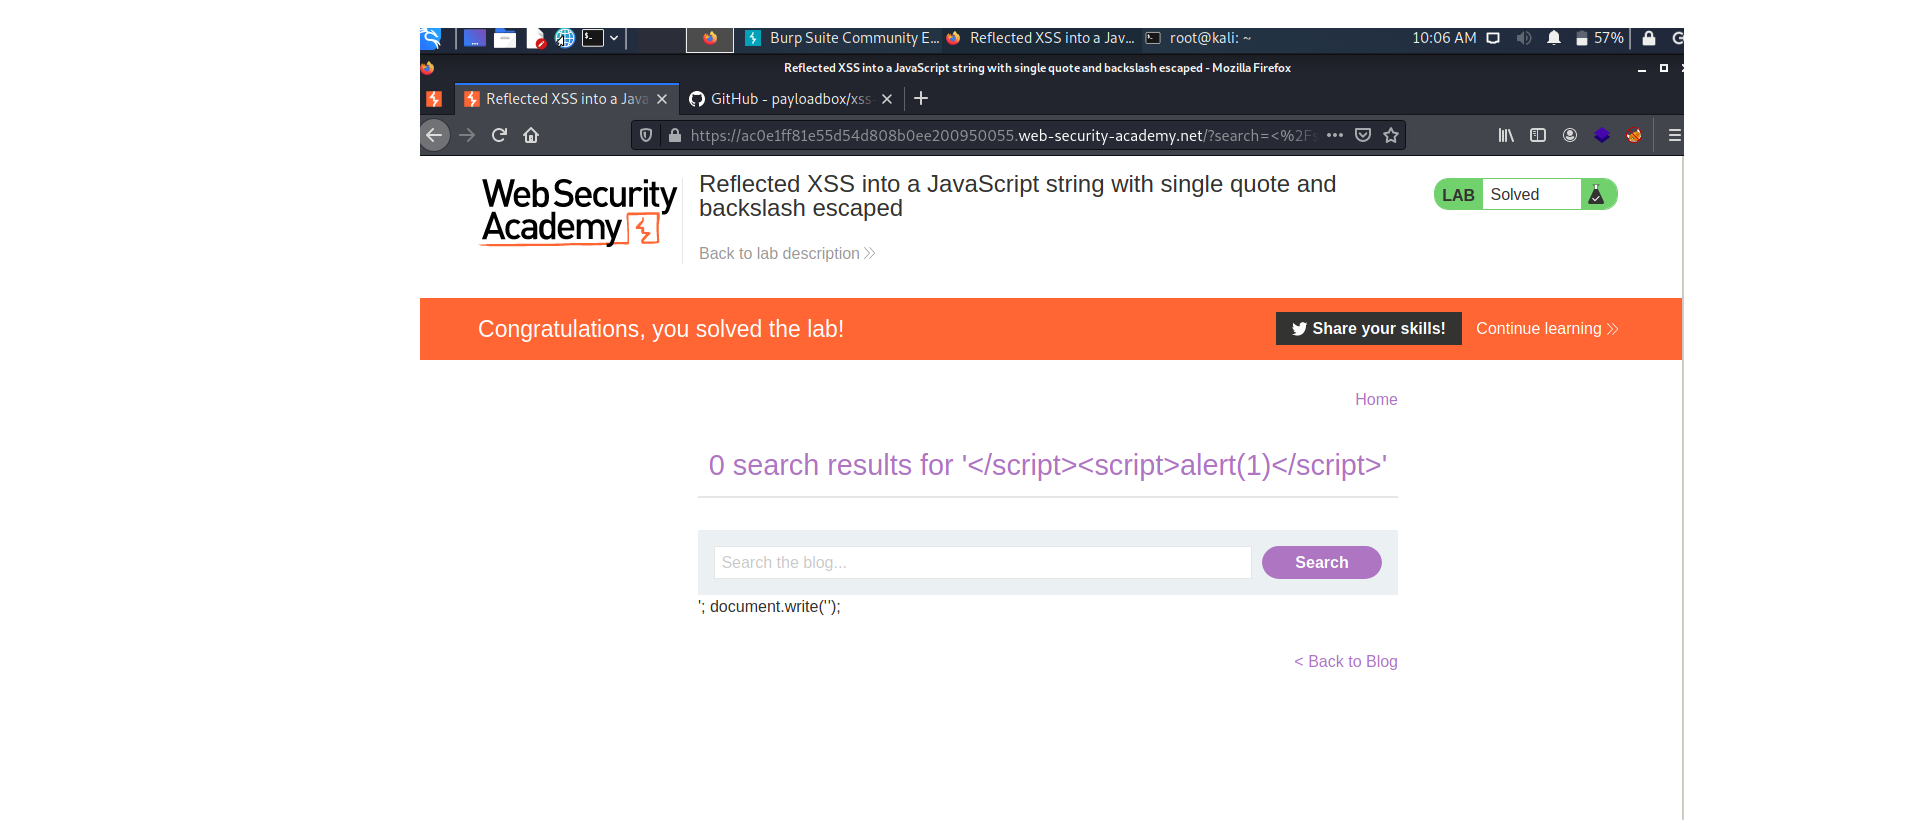 Burp Suite Community E...
Reflected XSS into a Jav...
root@kali: ~
10:06 AM
57%
Reflected XSS into a JavaScript string with single quote and backslash escaped - Mozilla Firefox
Reflected XSS into a Java
GitHub - payloadbox/xss-
https://ac0e1ff81e55d54d808b0ee200950055.web-security-academy.net/?search=<%2Fs
WebSecurity
Academy
Reflected XSS into a JavaScript string with single quote and
backslash escaped
LAB Solved
Back to lab description
Congratulations, you solved the lab!
Share your skills!
Continue learning
Home
0 search results for '</script><script>alert(1)</script>'
Search the blog...
Search
'; document.write('');
< Back to Blog